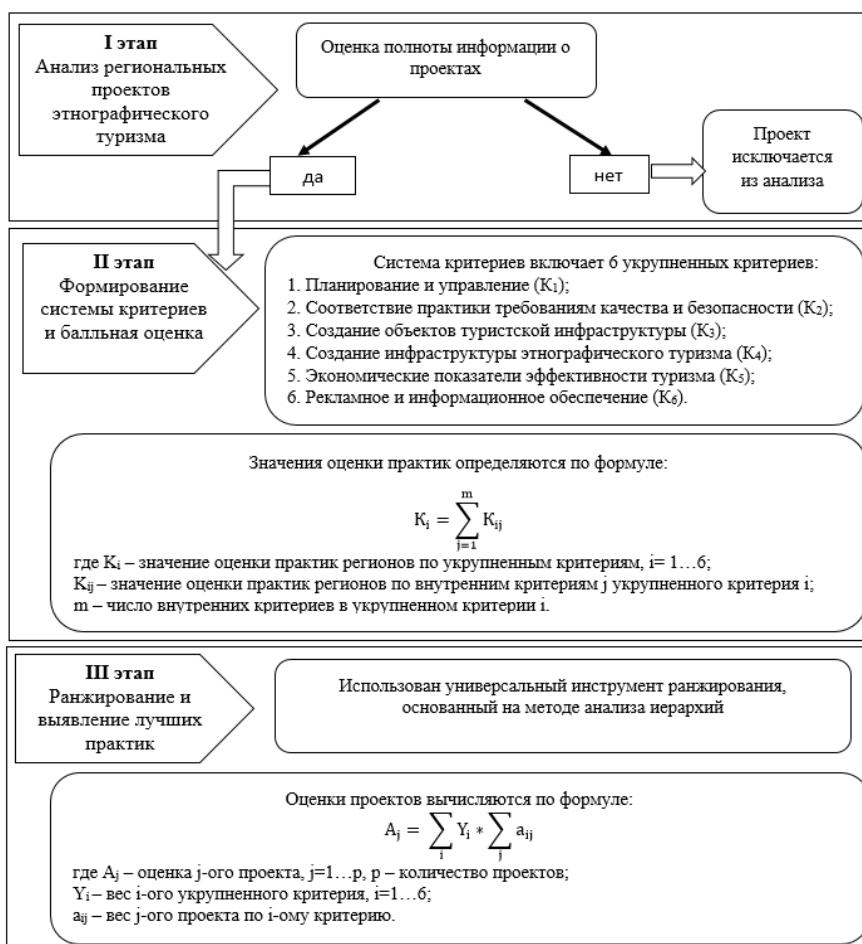 I этап
Анализ региональных
проектов
этнографического
туризма
Оценка полноты информации о
проектах
да
нет
Проект
исключается
из анализа
II этап
Формирование
системы критериев
и балльная оценка
Система критериев включает 6 укрупненных критериев:
1. Планирование и управление (К₁);
2. Соответствие практики требованиям качества и безопасности (К₂);
3. Создание объектов туристской инфраструктуры (К₃);
4. Создание инфраструктуры этнографического туризма (К₄);
5. Экономические показатели эффективности туризма (К₅);
6. Рекламное и информационное обеспечение (К₆).
Значения оценки практик определяются по формуле:
Kᵢ = ∑ⱼ₌₁ᵐ Kᵢⱼ
где Kᵢ – значение оценки практик регионов по укрупненным критериям, i= 1…6;
Kᵢⱼ – значение оценки практик регионов по внутренним критериям j укрупненного критерия i;
m – число внутренних критериев в укрупненном критерии i.
III этап
Ранжирование и
выявление лучших
практик
Использован универсальный инструмент ранжирования,
основанный на методе анализа иерархий
Оценки проектов вычисляются по формуле:
Aⱼ = ∑ᵢ Yᵢ * ∑ⱼ aᵢⱼ
где Aⱼ – оценка j-ого проекта, j=1…p, p – количество проектов;
Yᵢ – вес i-ого укрупненного критерия, i=1…6;
aᵢⱼ – вес j-ого проекта по i-ому критерию.